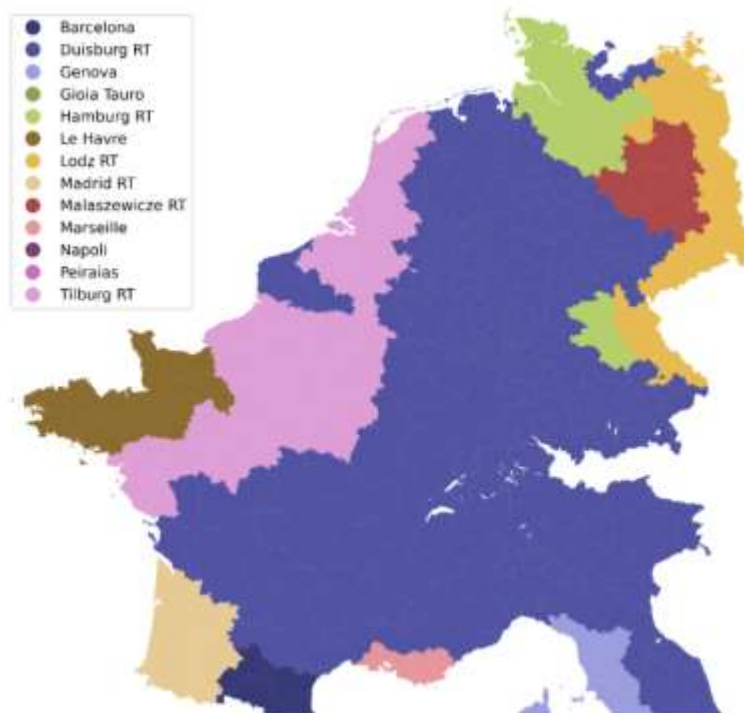 Barcelona
Duisburg RT
Genova
Gioia Tauro
Hamburg RT
Le Havre
Lodz RT
Madrid RT
Malaszewicze RT
Marseille
Napoli
Peiraias
Tilburg RT